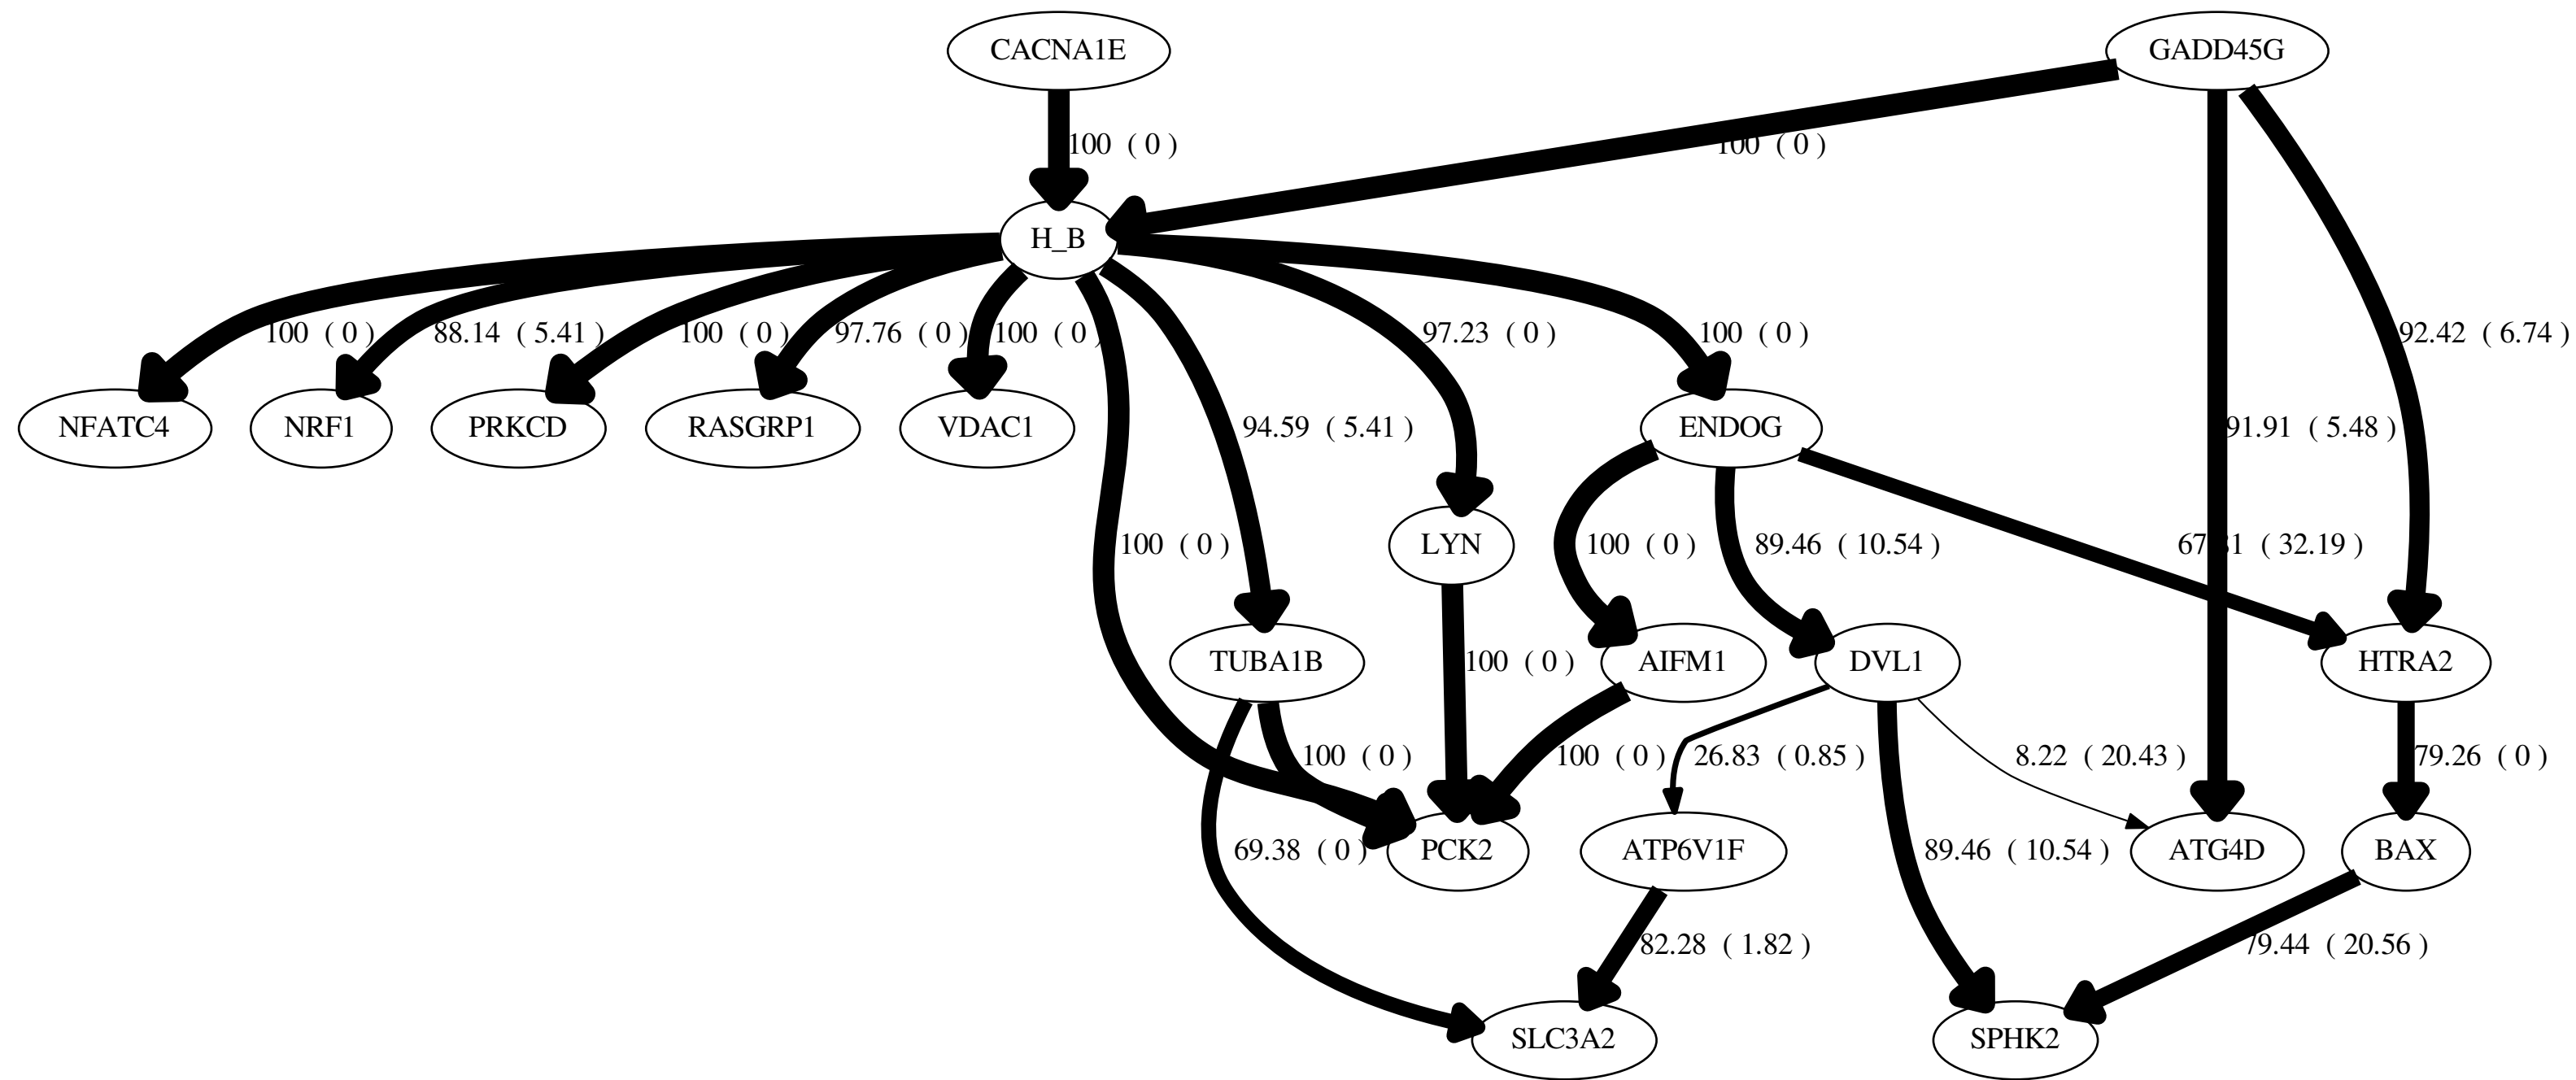 CACNA1E
GADD45G
100 ( 0 )
100 ( 0 )
H_B
100 ( 0 )
88.14 ( 5.41 )
100 ( 0 )
97.76 ( 0 )
100 ( 0 )
97.23 ( 0 )
100 ( 0 )
92.42 ( 6.74 )
NFATC4
NRF1
PRKCD
RASGRP1
VDAC1
94.59 ( 5.41 )
ENDOG
91.91 ( 5.48 )
100 ( 0 )
LYN
100 ( 0 )
89.46 ( 10.54 )
67.81 ( 32.19 )
TUBA1B
100 ( 0 )
AIFM1
DVL1
HTRA2
100 ( 0 )
100 ( 0 )
26.83 ( 0.85 )
8.22 ( 20.43 )
79.26 ( 0 )
69.38 ( 0 )
PCK2
ATP6V1F
89.46 ( 10.54 )
ATG4D
BAX
82.28 ( 1.82 )
79.44 ( 20.56 )
SLC3A2
SPHK2